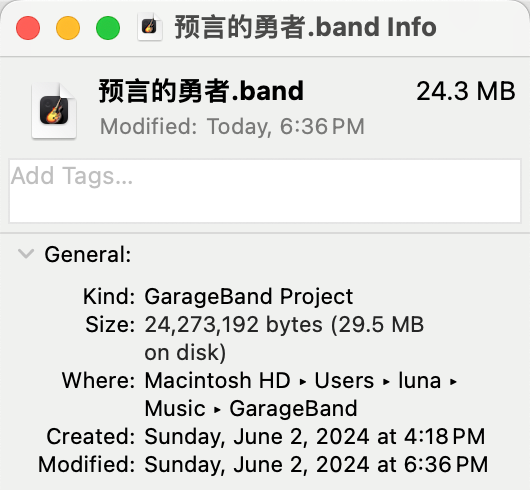 预言的勇者.band Info
预言的勇者.band 24.3 MB
Modified: Today, 6:36 PM
Add Tags...
General:
Kind: GarageBand Project
Size: 24,273,192 bytes (29.5 MB
on disk)
Where: Macintosh HD ▸ Users ▸ luna ▸
Music ▸ GarageBand
Created: Sunday, June 2, 2024 at 4:18 PM
Modified: Sunday, June 2, 2024 at 6:36 PM